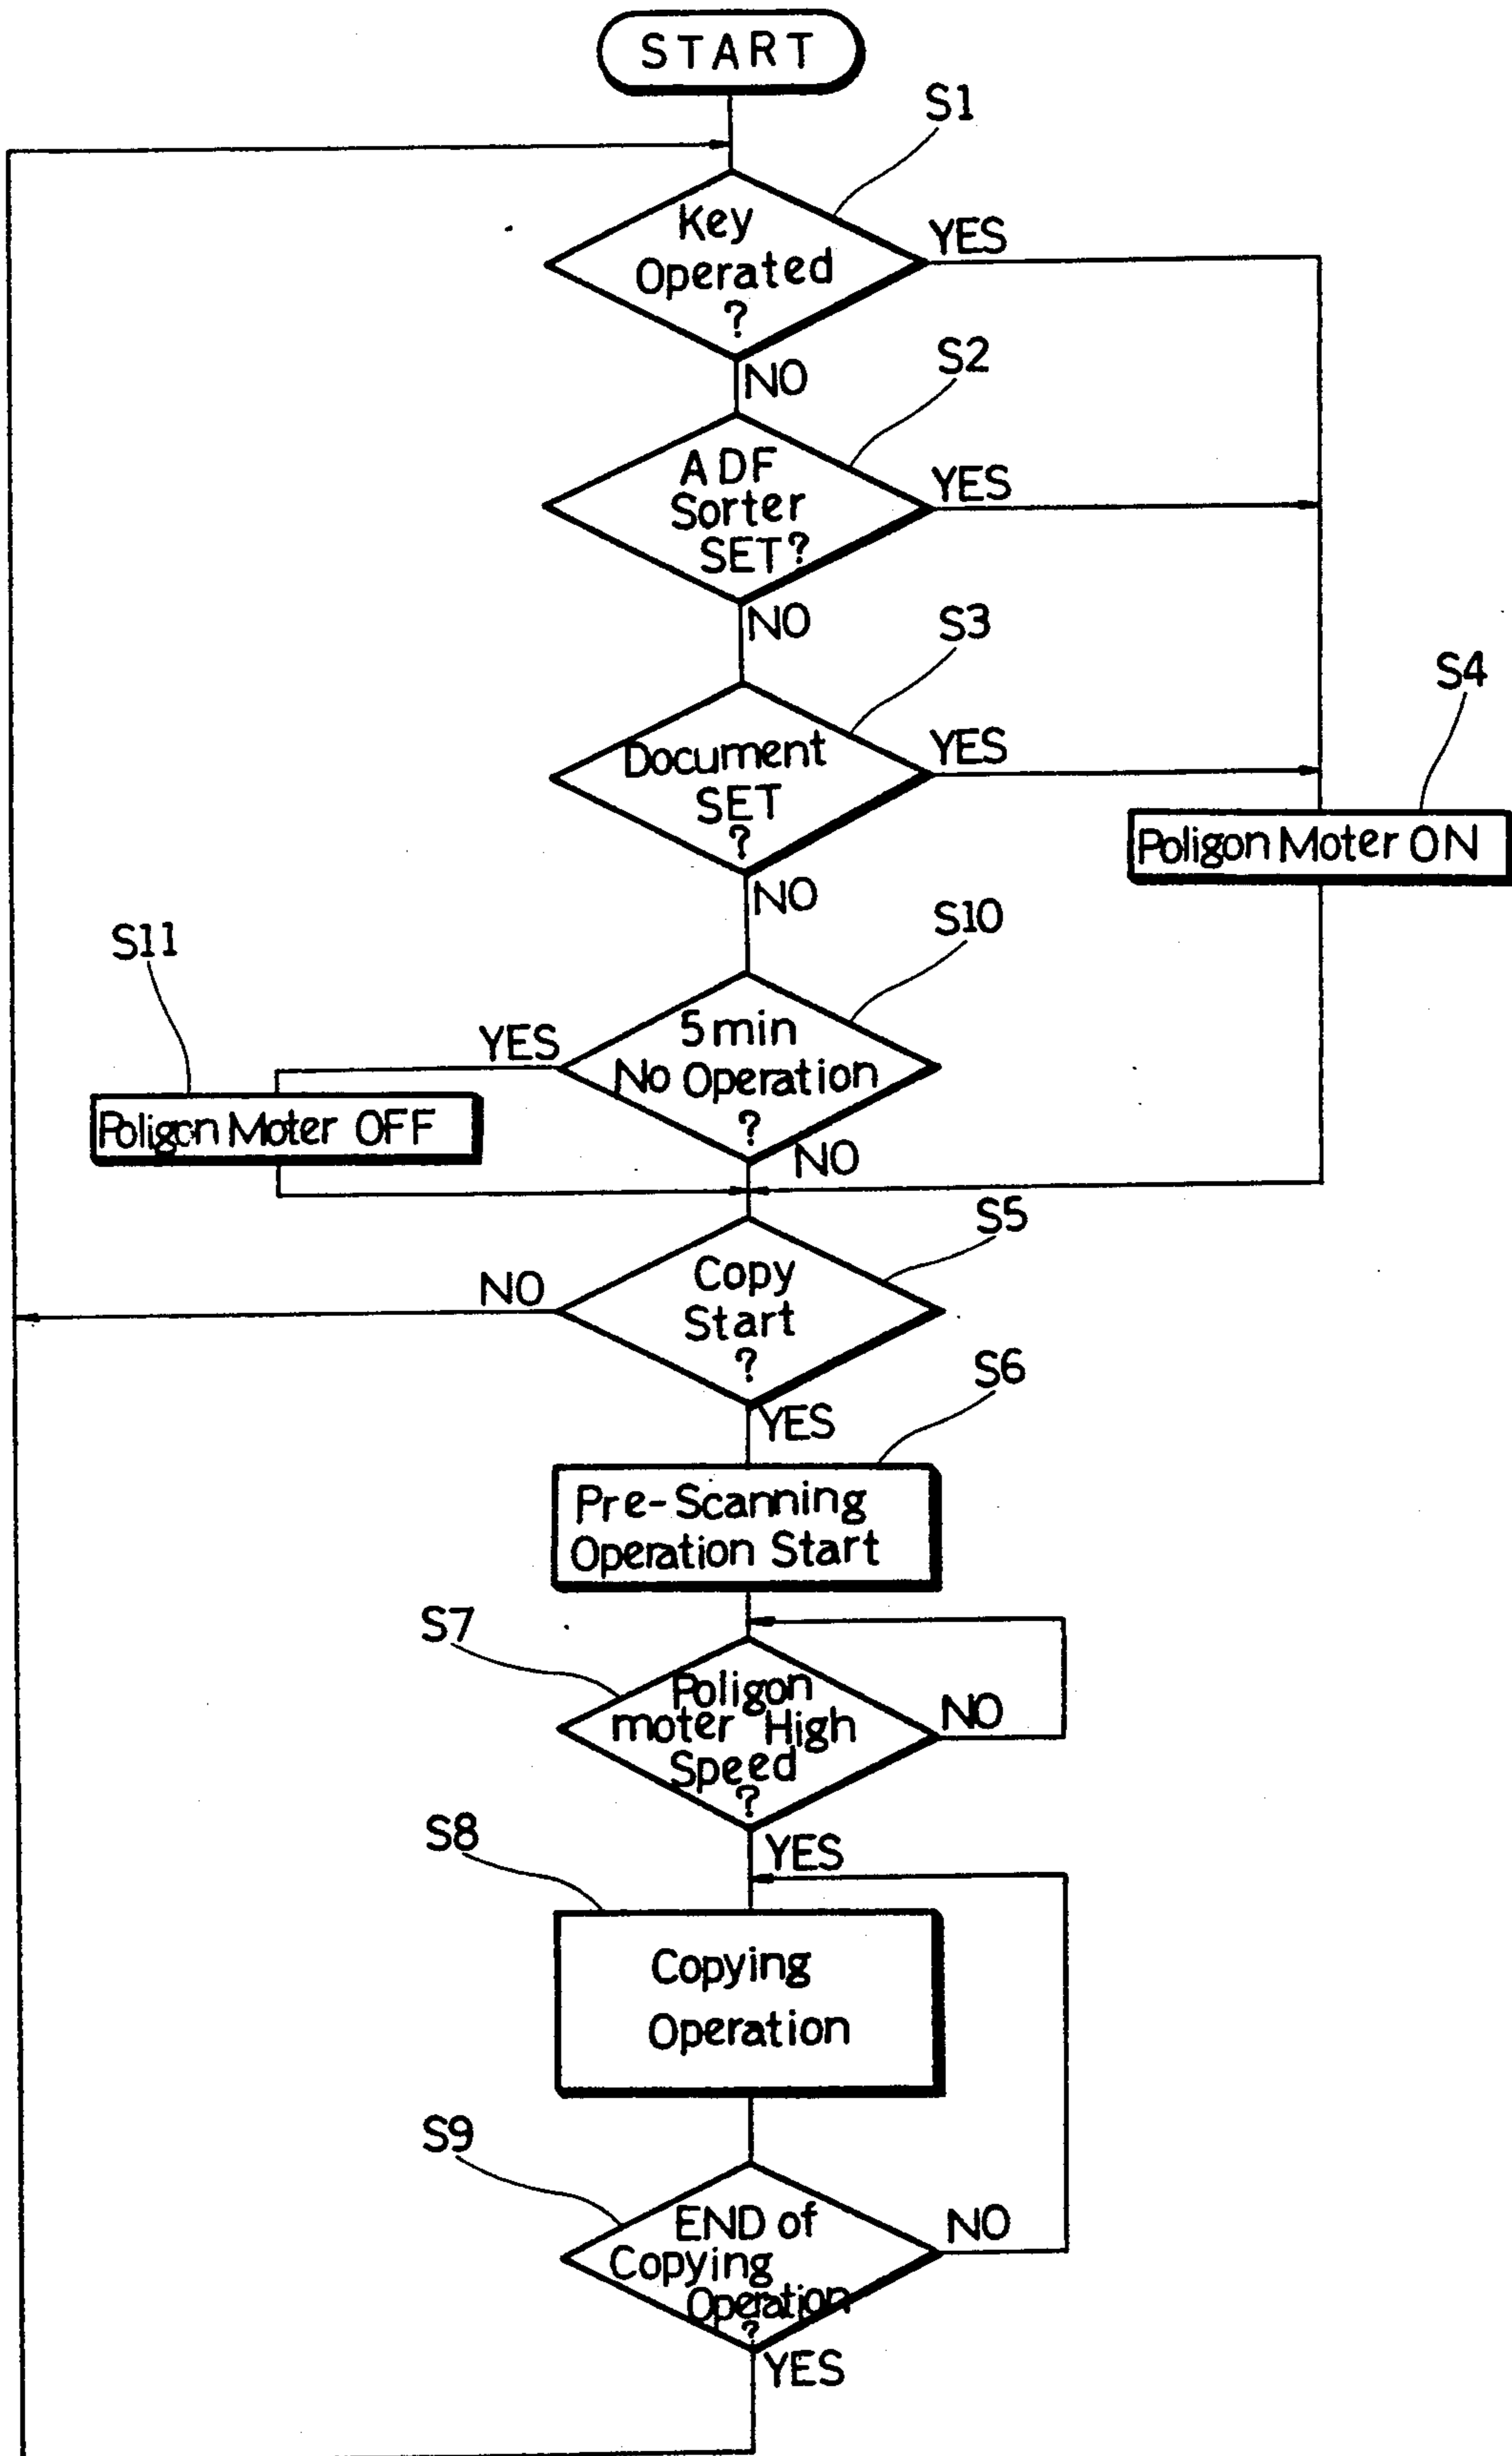 START
S1
Key
Operated
?
YES
NO
S2
ADF
Sorter
SET?
YES
NO
S3
Document
SET
?
YES
NO
S4
Poligon Moter ON
S10
5 min
No Operation
?
YES
NO
S11
Poligon Moter OFF
S5
Copy
Start
?
NO
YES
S6
Pre-Scanning
Operation Start
S7
Poligon
moter High
Speed
?
NO
YES
S8
Copying
Operation
S9
END of
Copying
Operation
?
NO
YES